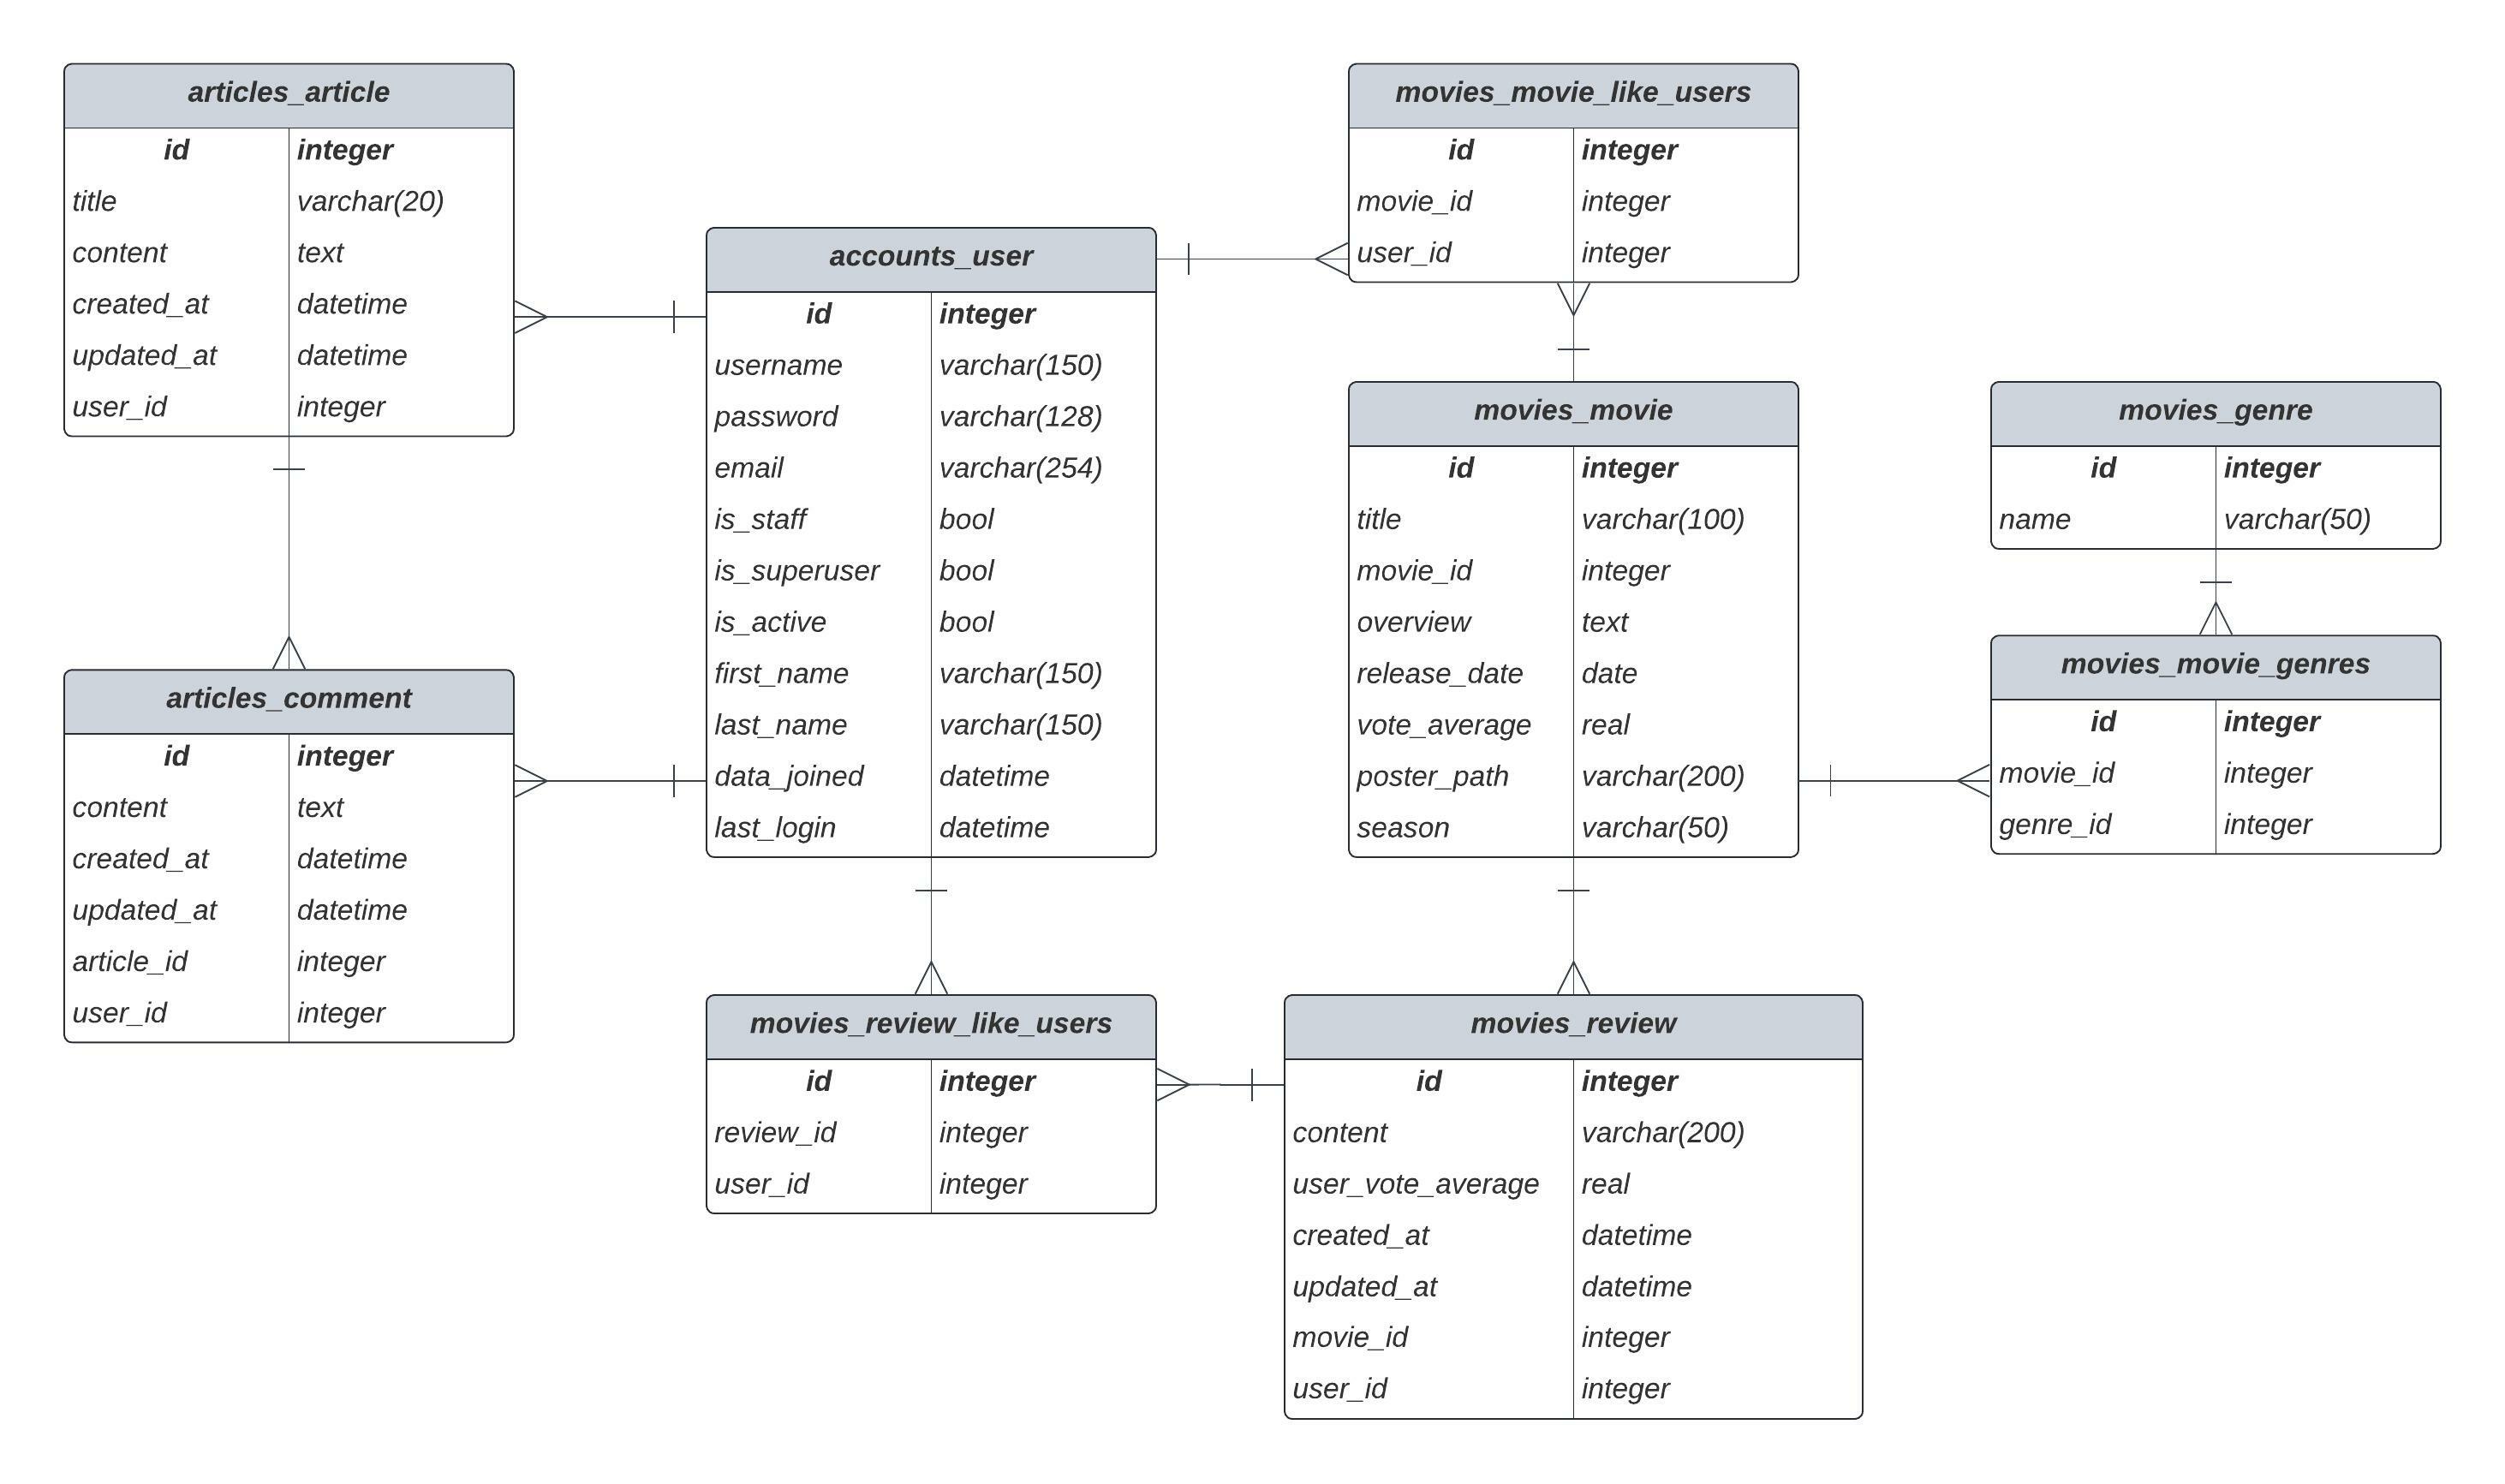 articles_article
id integer
title varchar(20)
content text
created_at datetime
updated_at datetime
user_id integer
articles_comment
id integer
content text
created_at datetime
updated_at datetime
article_id integer
user_id integer
accounts_user
id integer
username varchar(150)
password varchar(128)
email varchar(254)
is_staff bool
is_superuser bool
is_active bool
first_name varchar(150)
last_name varchar(150)
data_joined datetime
last_login datetime
movies_review_like_users
id integer
review_id integer
user_id integer
movies_movie_like_users
id integer
movie_id integer
user_id integer
movies_movie
id integer
title varchar(100)
movie_id integer
overview text
release_date date
vote_average real
poster_path varchar(200)
season varchar(50)
movies_review
id integer
content varchar(200)
user_vote_average real
created_at datetime
updated_at datetime
movie_id integer
user_id integer
movies_genre
id integer
name varchar(50)
movies_movie_genres
id integer
movie_id integer
genre_id integer